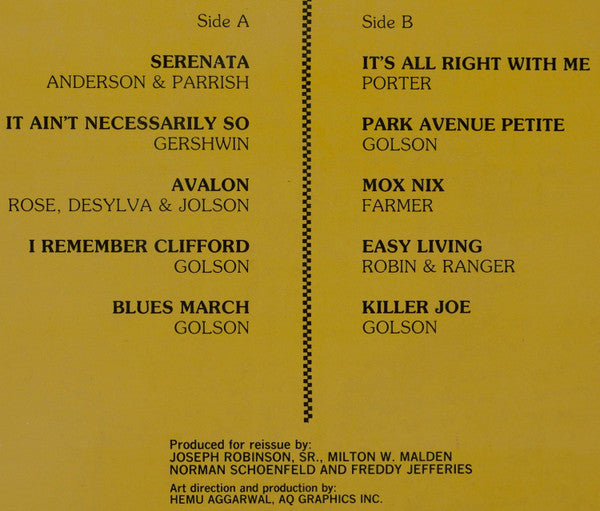 Side A
SERENATA
ANDERSON & PARRISH
IT AIN'T NECESSARILY SO
GERSHWIN
AVALON
ROSE, DESYLVA & JOLSON
I REMEMBER CLIFFORD
GOLSON
BLUES MARCH
GOLSON
Side B
IT'S ALL RIGHT WITH ME
PORTER
PARK AVENUE PETITE
GOLSON
MOX NIX
FARMER
EASY LIVING
ROBIN & RANGER
KILLER JOE
GOLSON
Produced for reissue by:
JOSEPH ROBINSON, SR., MILTON W. MALDEN
NORMAN SCHOENFELD AND FREDDY JEFFERIES
Art direction and production by:
HEMU AGGARWAL, AQ GRAPHICS INC.